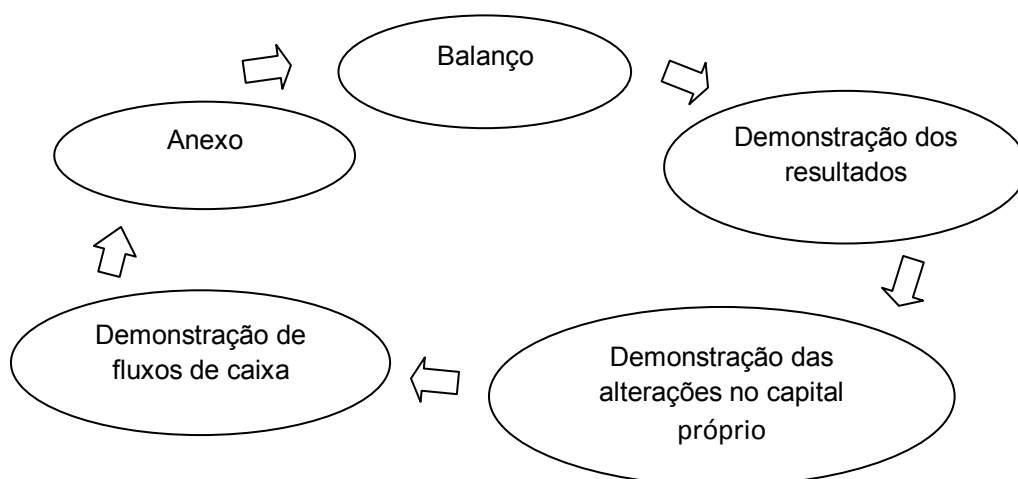 Balanço
Anexo
Demonstração dos
resultados
Demonstração de
fluxos de caixa
Demonstração das
alterações no capital
próprio